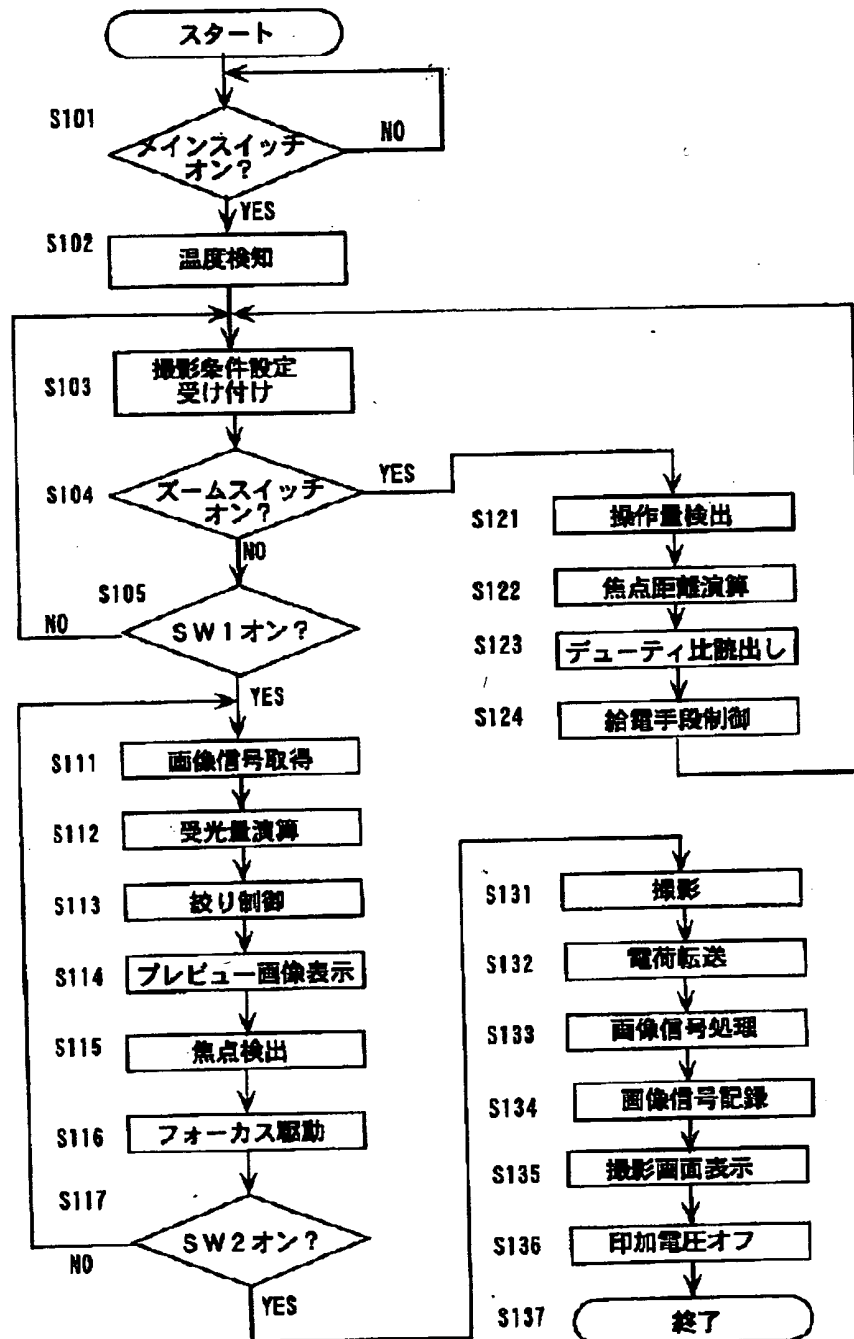 スタート
S101
メインスイッチ
オン?
NO
YES
S102
温度検知
S103
撮影条件設定
受け付け
S104
ズームスイッチ
オン?
YES
NO
S105
SW1オン?
NO
YES
S111
画像信号取得
S112
受光量演算
S113
絞り制御
S114
プレビュー画像表示
S115
焦点検出
S116
フォーカス駆動
S117
SW2オン?
NO
YES
S121
操作量検出
S122
焦点距離演算
S123
デューティ比読出し
S124
給電手段制御
S131
撮影
S132
電荷転送
S133
画像信号処理
S134
画像信号記録
S135
撮影画面表示
S136
印加電圧オフ
S137
終了